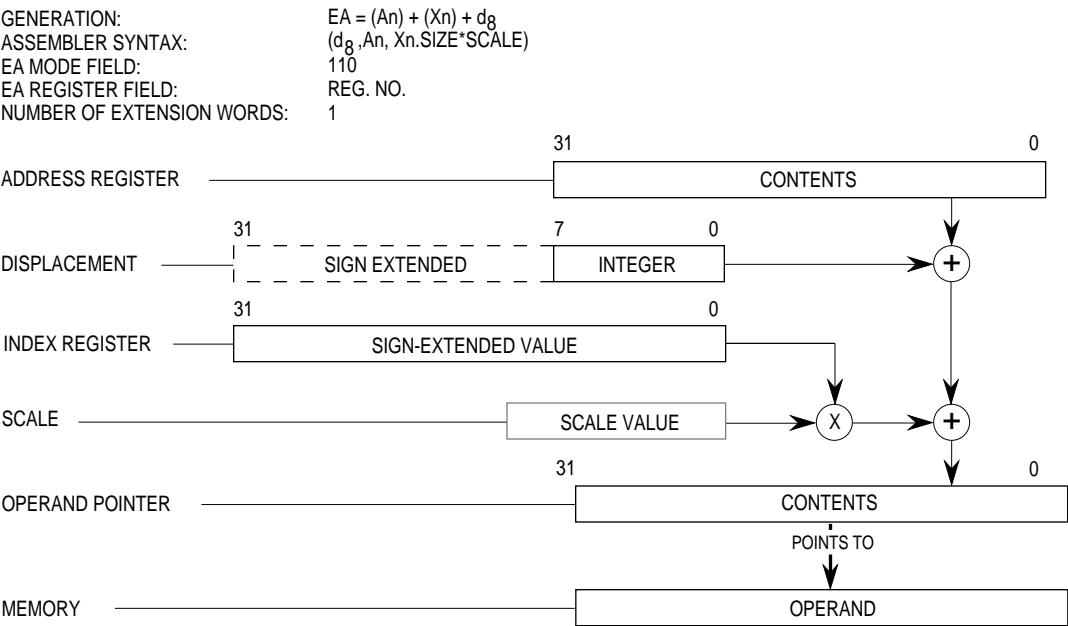 GENERATION: EA = (An) + (Xn) + d8
ASSEMBLER SYNTAX: (d8 ,An, Xn.SIZE*SCALE)
EA MODE FIELD: 110
EA REGISTER FIELD: REG. NO.
NUMBER OF EXTENSION WORDS: 1
31 0
ADDRESS REGISTER CONTENTS
31 7 0
DISPLACEMENT SIGN EXTENDED INTEGER +
31 0
INDEX REGISTER SIGN-EXTENDED VALUE
SCALE SCALE VALUE X +
31 0
OPERAND POINTER CONTENTS
POINTS TO
MEMORY OPERAND